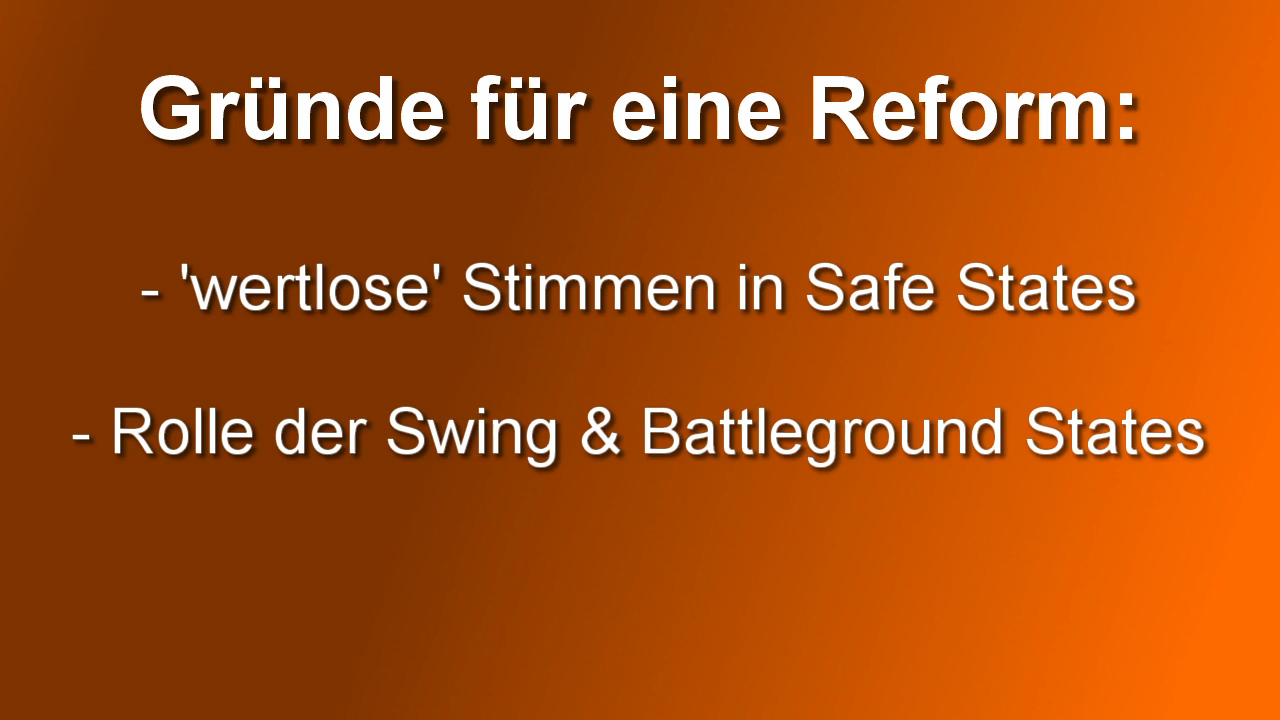 Gründe für eine Reform:
- 'wertlose' Stimmen in Safe States
- Rolle der Swing & Battleground States